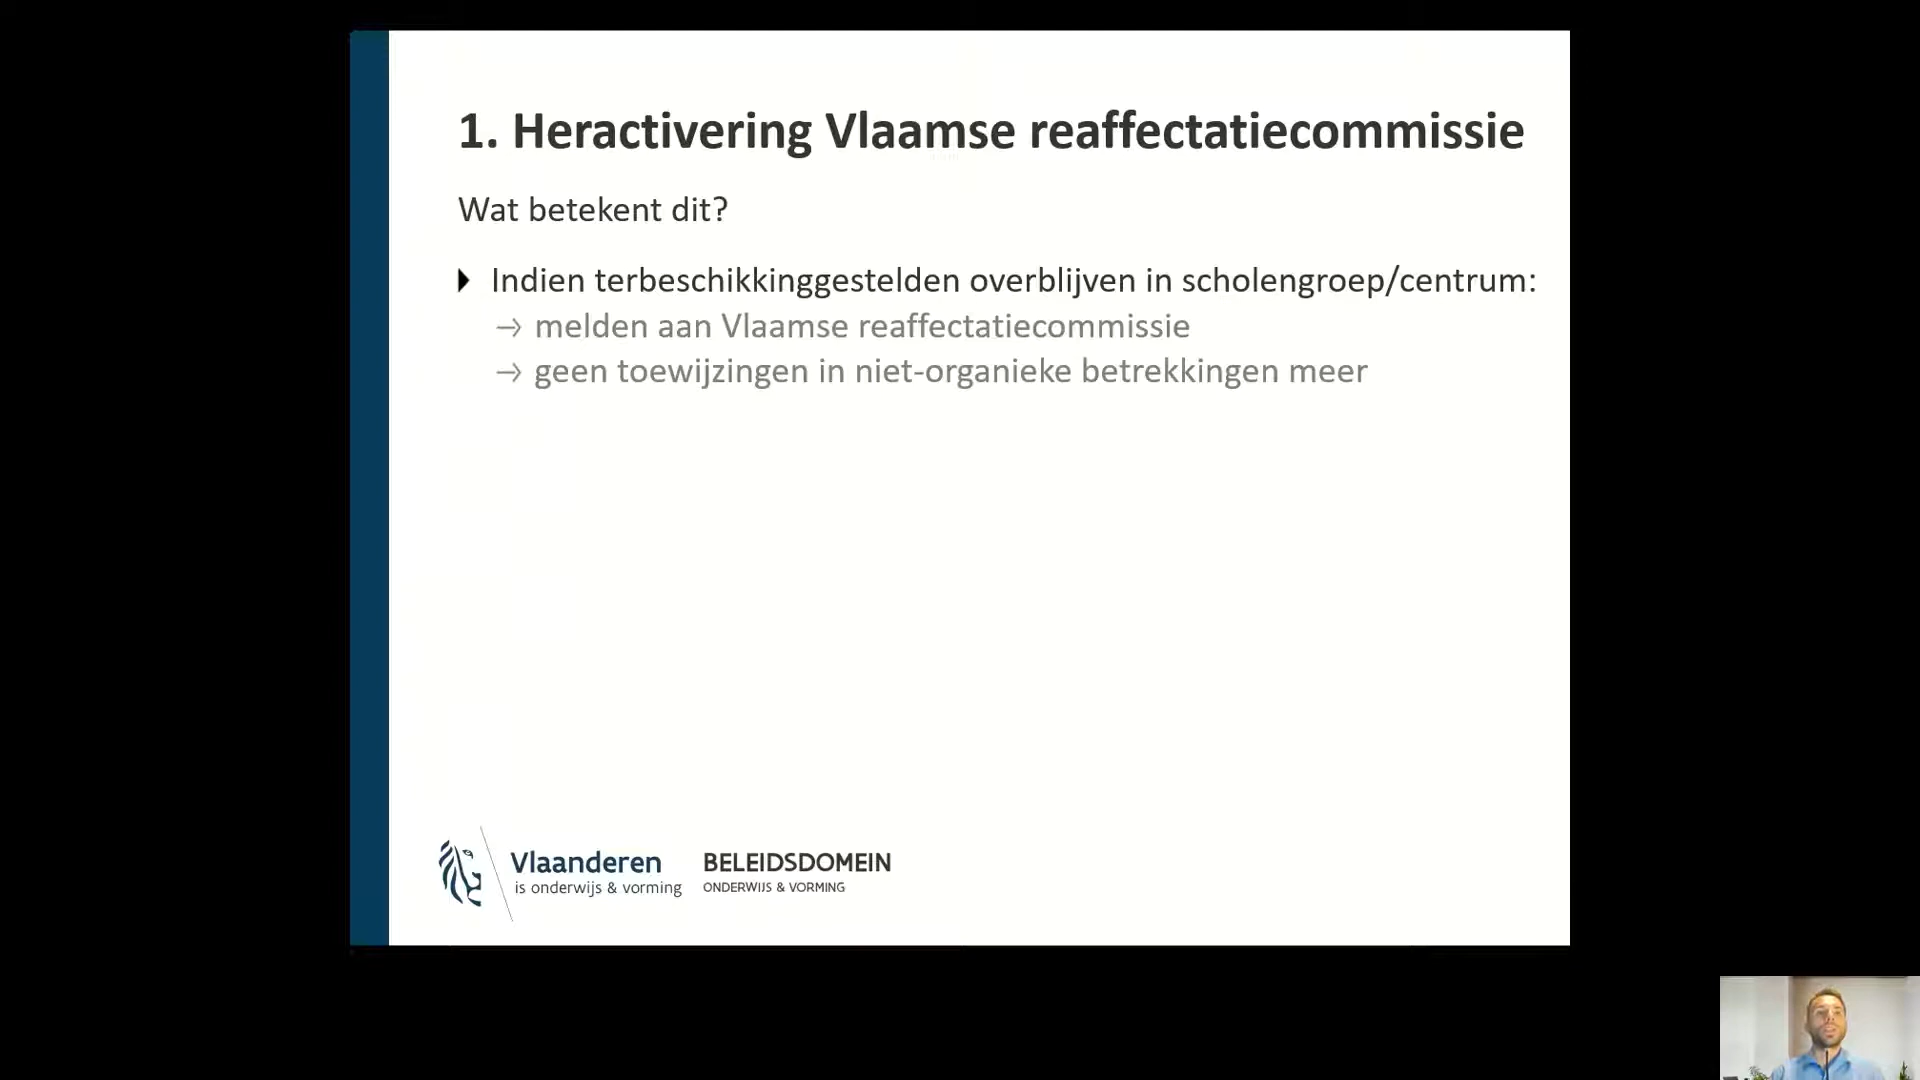 1. Heractivering Vlaamse reaffectatiecommissie
Wat betekent dit?
Indien terbeschikkinggestelden overblijven in scholengroep/centrum:
→ melden aan Vlaamse reaffectatiecommissie
→ geen toewijzingen in niet-organieke betrekkingen meer
Vlaanderen
is onderwijs & vorming
BELEIDSDOMEIN
ONDERWIJS & VORMING